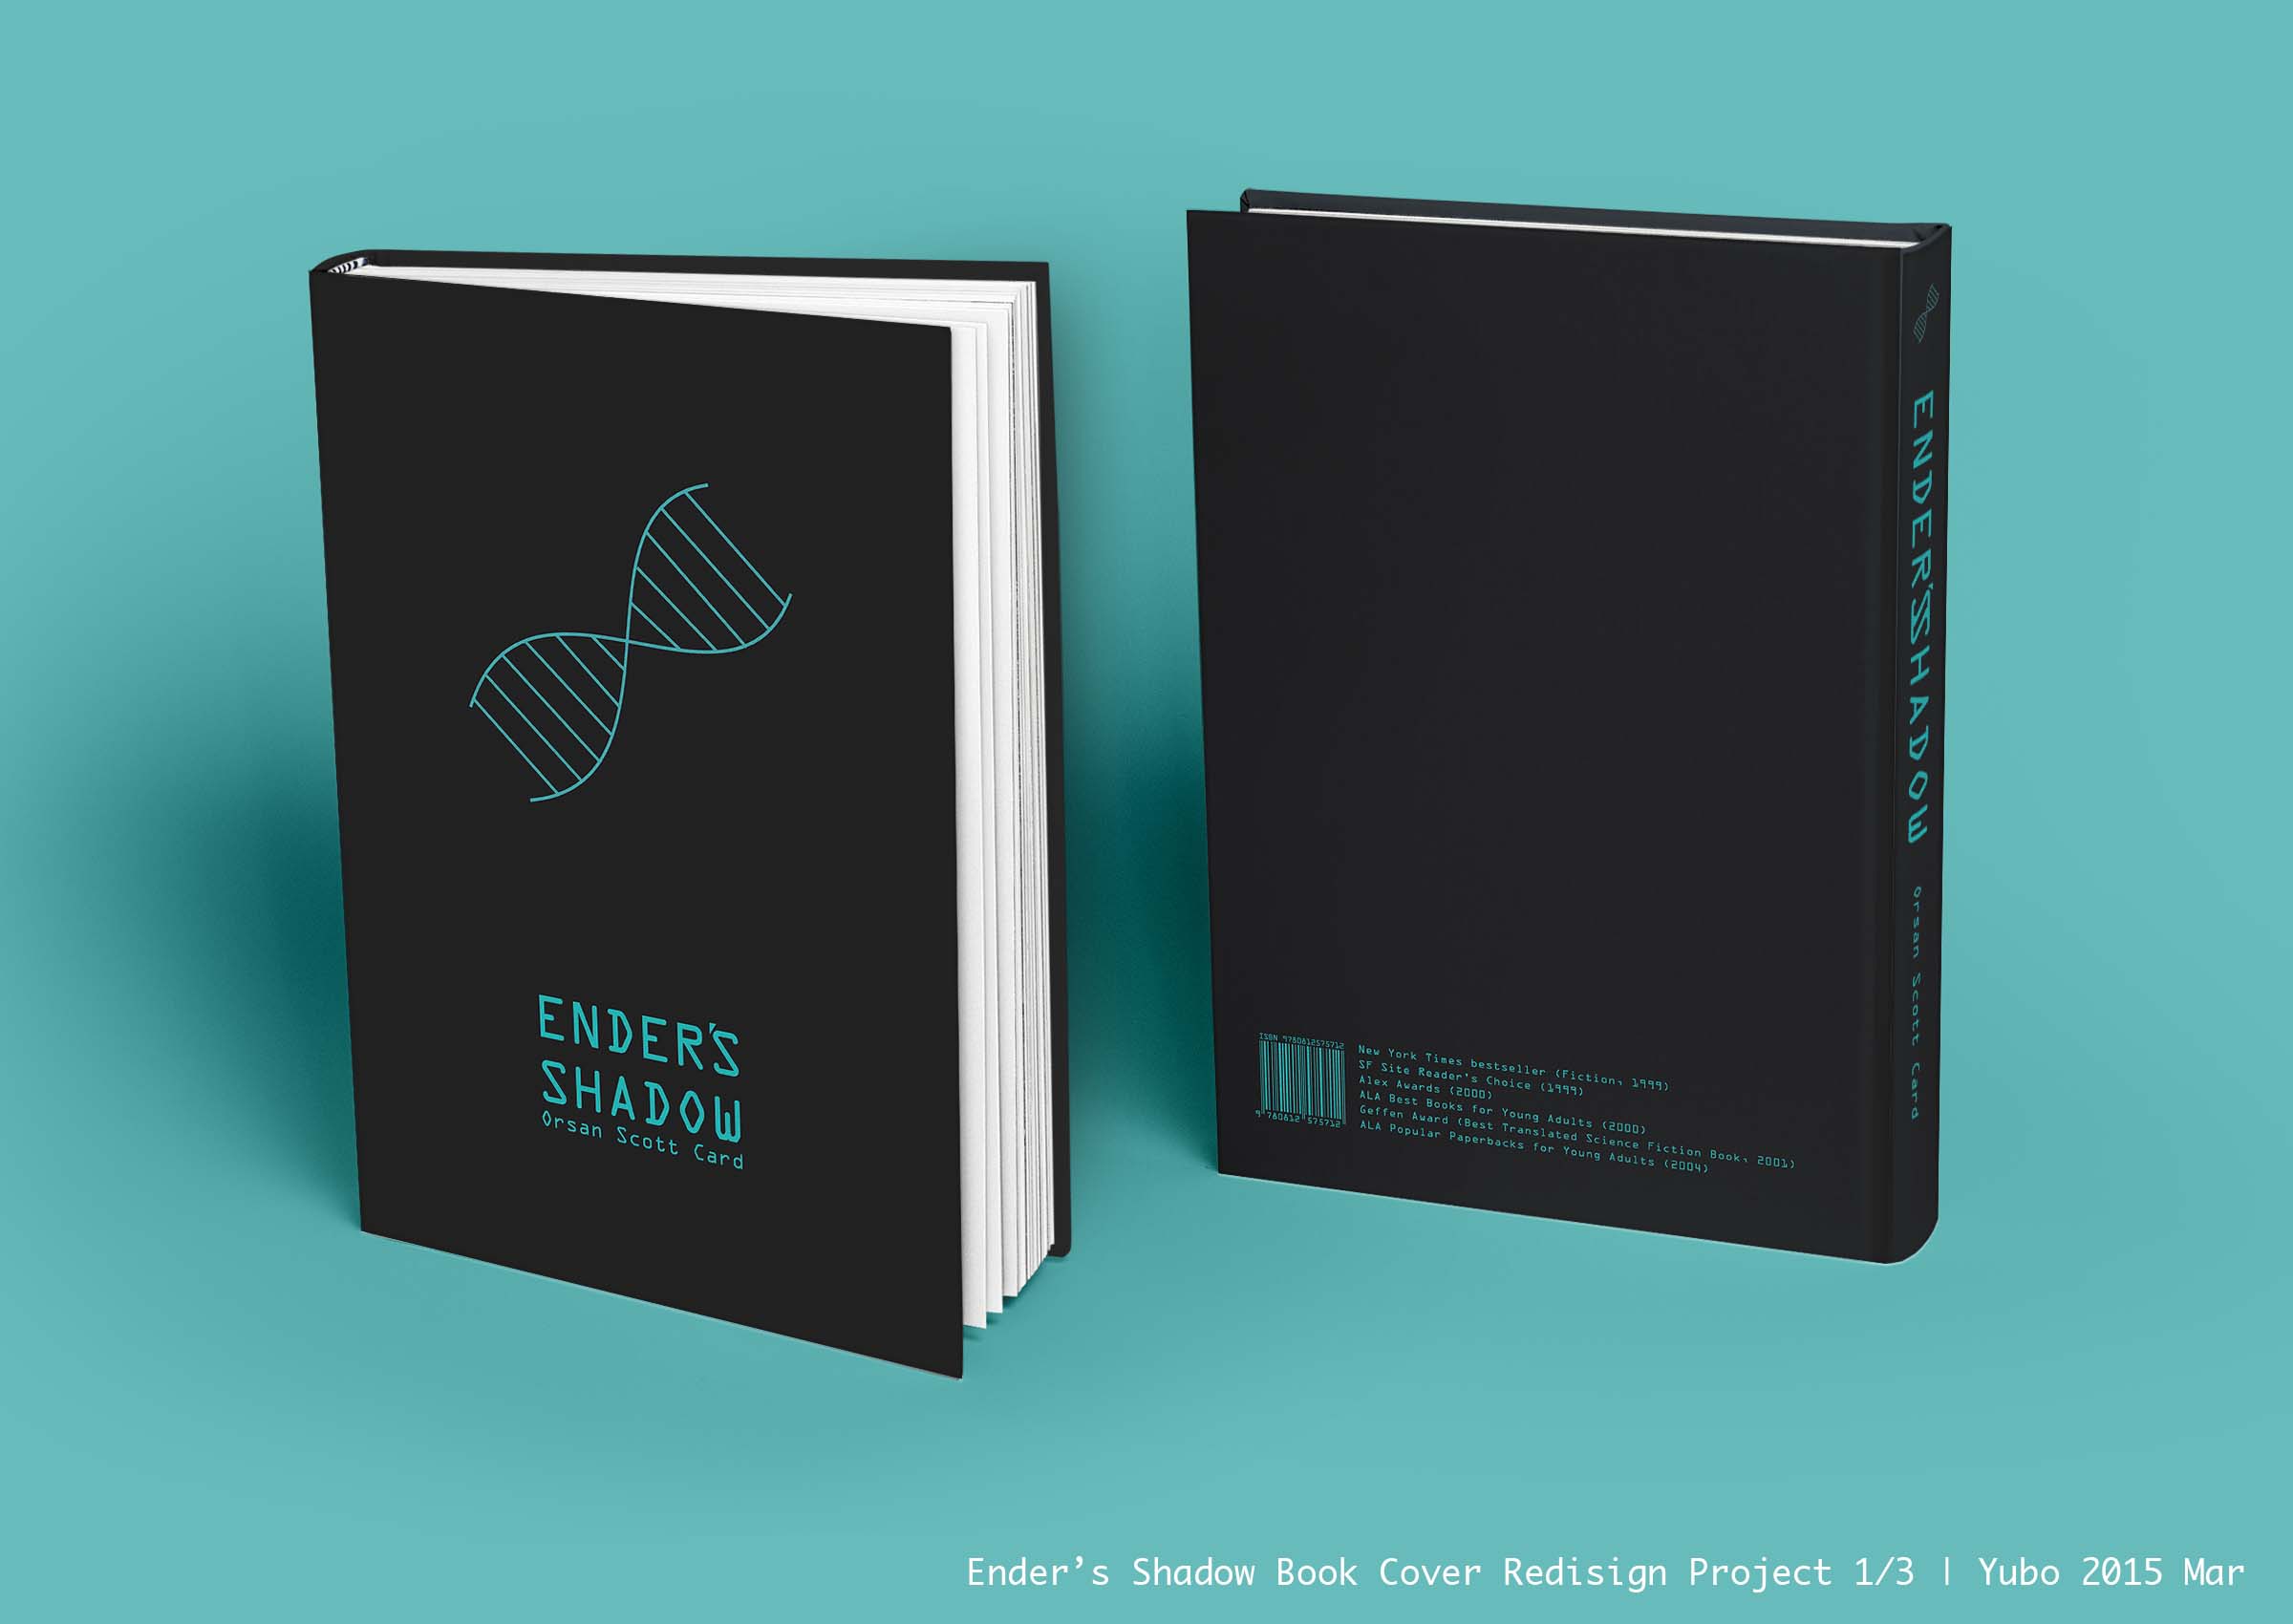 ENDER'S
SHADOW
Orsan Scott Card
ENDER'S SHADOW Orsan Scott Card
ISBN 9780812575712
9 780812 575712
New York Times bestseller (Fiction, 1999)
SF Site Reader's Choice (1999)
Alex Awards (2000)
ALA Best Books for Young Adults (2000)
Geffen Award (Best Translated Science Fiction Book, 2001)
ALA Popular Paperbacks for Young Adults (2004)
Ender’s Shadow Book Cover Redisign Project 1/3 | Yubo 2015 Mar